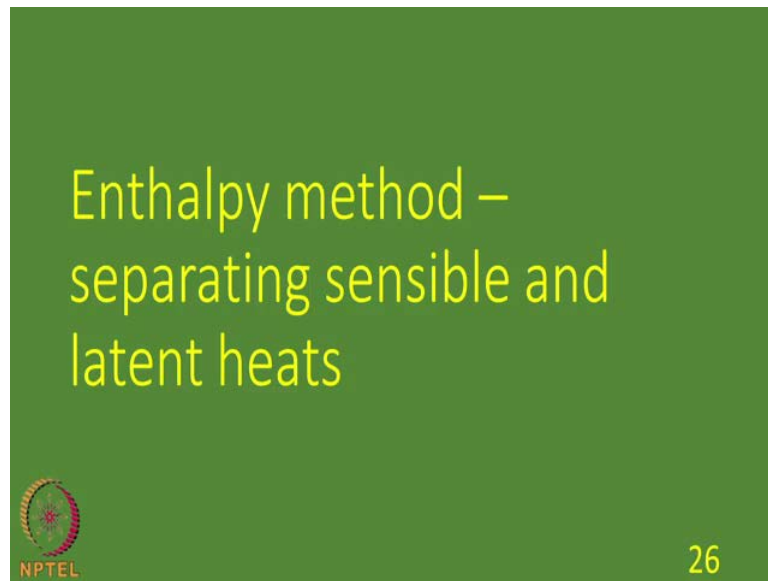 Enthalpy method –
separating sensible and
latent heats
NPTEL
26